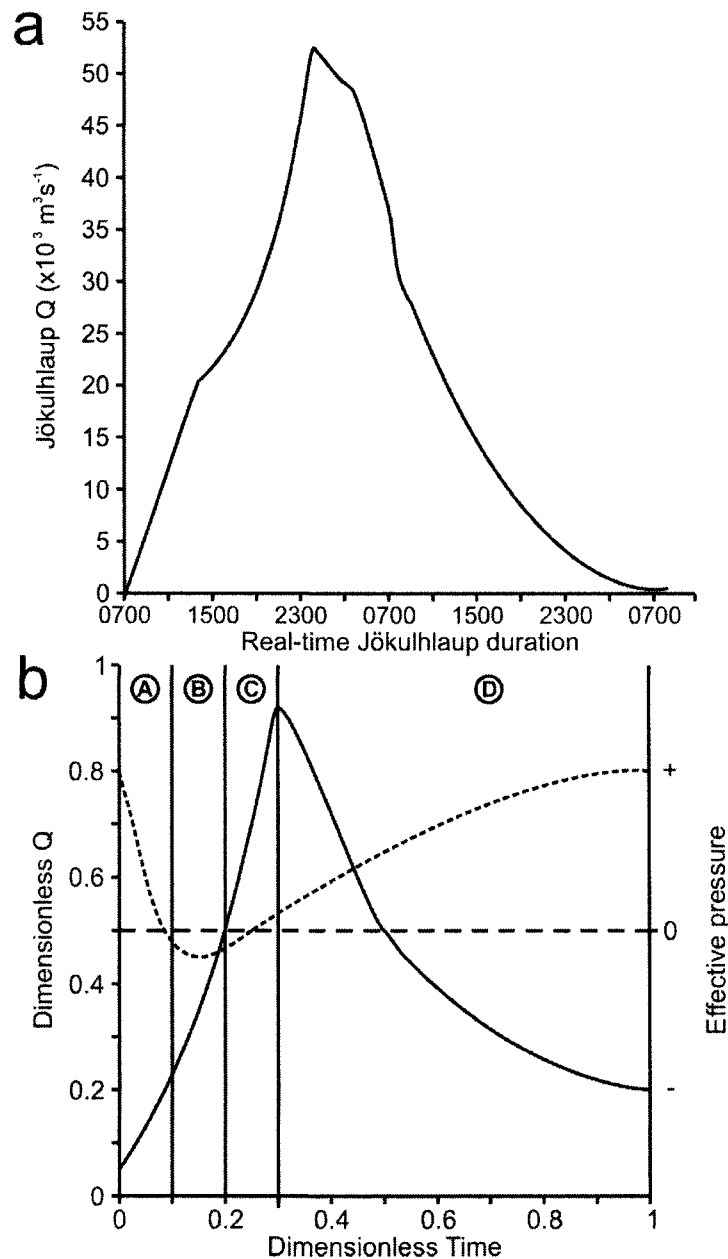 a
55
50
45
40
35
30
25
20
15
10
5
0
Jökulhlaup Q (x10³ m³s⁻¹)
0700 1500 2300 0700 1500 2300 0700
Real-time Jökulhlaup duration
b
A B C D
1
0.8
0.6
0.4
0.2
0
Dimensionless Q
+
0
-
Effective pressure
0 0.2 0.4 0.6 0.8 1
Dimensionless Time